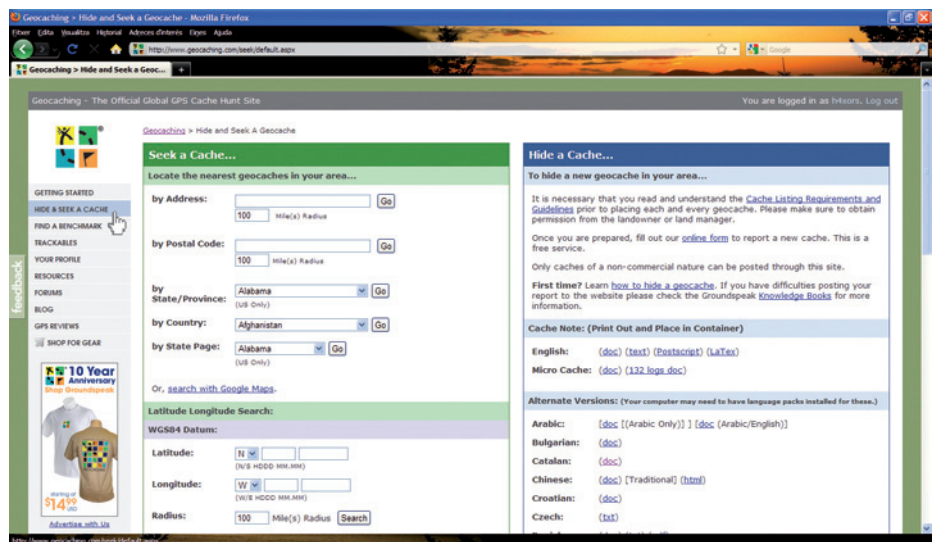 Geocaching > Hide and Seek a Geocache - Mozilla Firefox
Fitxer Edita Visualitza Historial Adreces d'interès Eines Ajuda
http://www.geocaching.com/seek/default.aspx
Google
Geocaching > Hide and Seek a Geoc...
Geocaching - The Official Global GPS Cache Hunt Site
You are logged in as h4sors. Log out
Geocaching > Hide and Seek A Geocache
GETTING STARTED
HIDE & SEEK A CACHE
FIND A BENCHMARK
TRACKABLES
YOUR PROFILE
RESOURCES
FORUMS
BLOG
GPS REVIEWS
SHOP FOR GEAR
feedback
10 Year
Anniversary
Shop Groundspeak
starting at
$14.99
USD
Advertise with Us
Seek a Cache...
Locate the nearest geocaches in your area...
by Address: Go
100 Mile(s) Radius
by Postal Code: Go
100 Mile(s) Radius
by
State/Province: Alabama Go
(US Only)
by Country: Afghanistan Go
by State Page: Alabama Go
(US Only)
Or, search with Google Maps.
Latitude Longitude Search:
WGS84 Datum:
Latitude: N
(N/S HDDD MM.MM)
Longitude: W
(W/E HDDD MM.MM)
Radius: 100 Mile(s) Radius Search
Hide a Cache...
To hide a new geocache in your area...
It is necessary that you read and understand the Cache Listing Requirements and
Guidelines prior to placing each and every geocache. Please make sure to obtain
permission from the landowner or land manager.
Once you are prepared, fill out our online form to report a new cache. This is a
free service.
Only caches of a non-commercial nature can be posted through this site.
First time? Learn how to hide a geocache. If you have difficulties posting your
report to the website please check the Groundspeak Knowledge Books for more
information.
Cache Note: (Print Out and Place in Container)
English: (doc) (text) (Postscript) (LaTex)
Micro Cache: (doc) (132 logs doc)
Alternate Versions: (Your computer may need to have language packs installed for these.)
Arabic: [doc [(Arabic Only)] ] [doc (Arabic/English)]
Bulgarian: (doc)
Catalan: (doc)
Chinese: (doc) [Traditional] (html)
Croatian: (doc)
Czech: (txt)
http://www.geocaching.com/seek/default.aspx